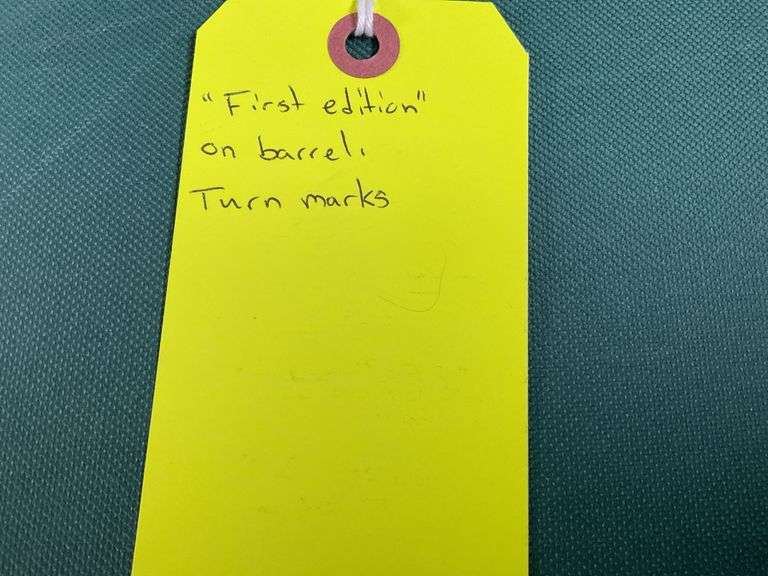 "First edition"
on barrel.
Turn marks